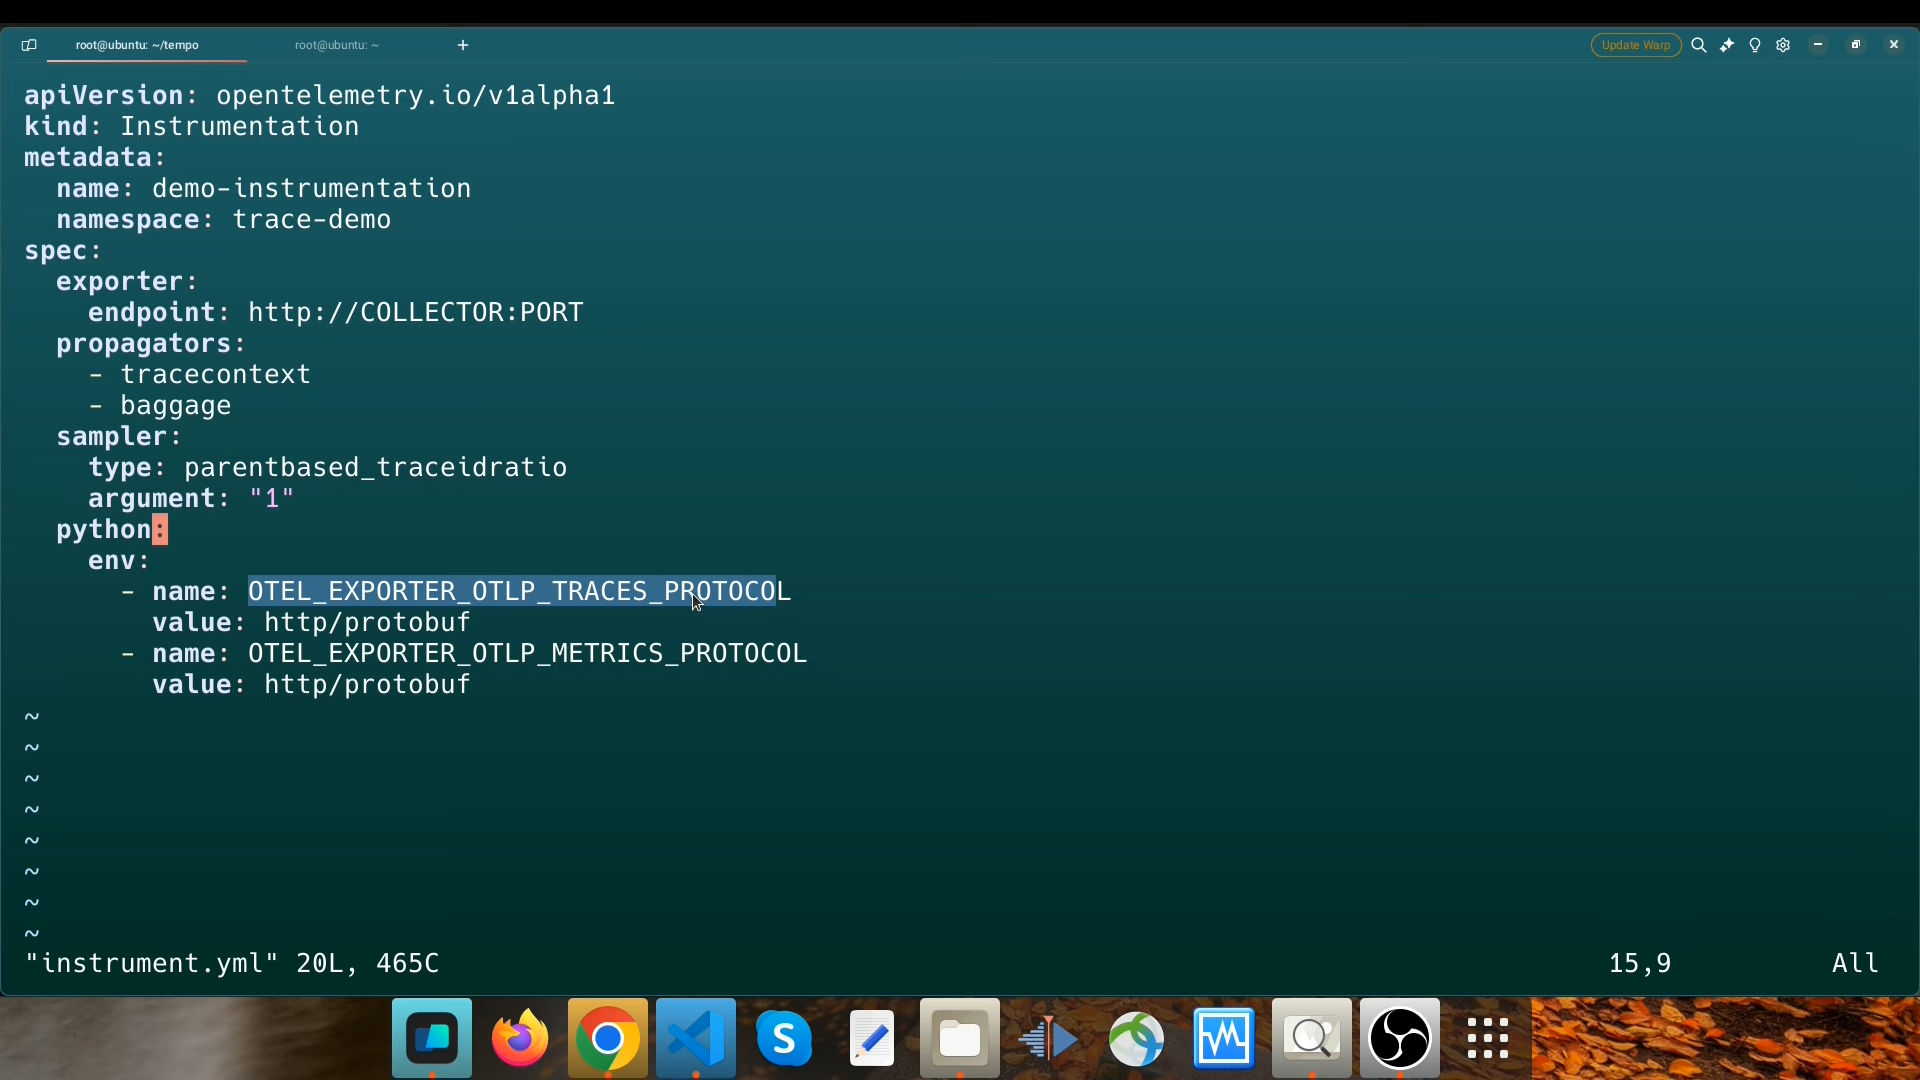 root@ubuntu: ~/tempo
root@ubuntu: ~
+
Update Warp
apiVersion: opentelemetry.io/v1alpha1
kind: Instrumentation
metadata:
  name: demo-instrumentation
  namespace: trace-demo
spec:
  exporter:
    endpoint: http://COLLECTOR:PORT
  propagators:
    - tracecontext
    - baggage
  sampler:
    type: parentbased_traceidratio
    argument: "1"
  python:
    env:
      - name: OTEL_EXPORTER_OTLP_TRACES_PROTOCOL
        value: http/protobuf
      - name: OTEL_EXPORTER_OTLP_METRICS_PROTOCOL
        value: http/protobuf
~
~
~
~
~
~
~
~
"instrument.yml" 20L, 465C 15,9 All
S